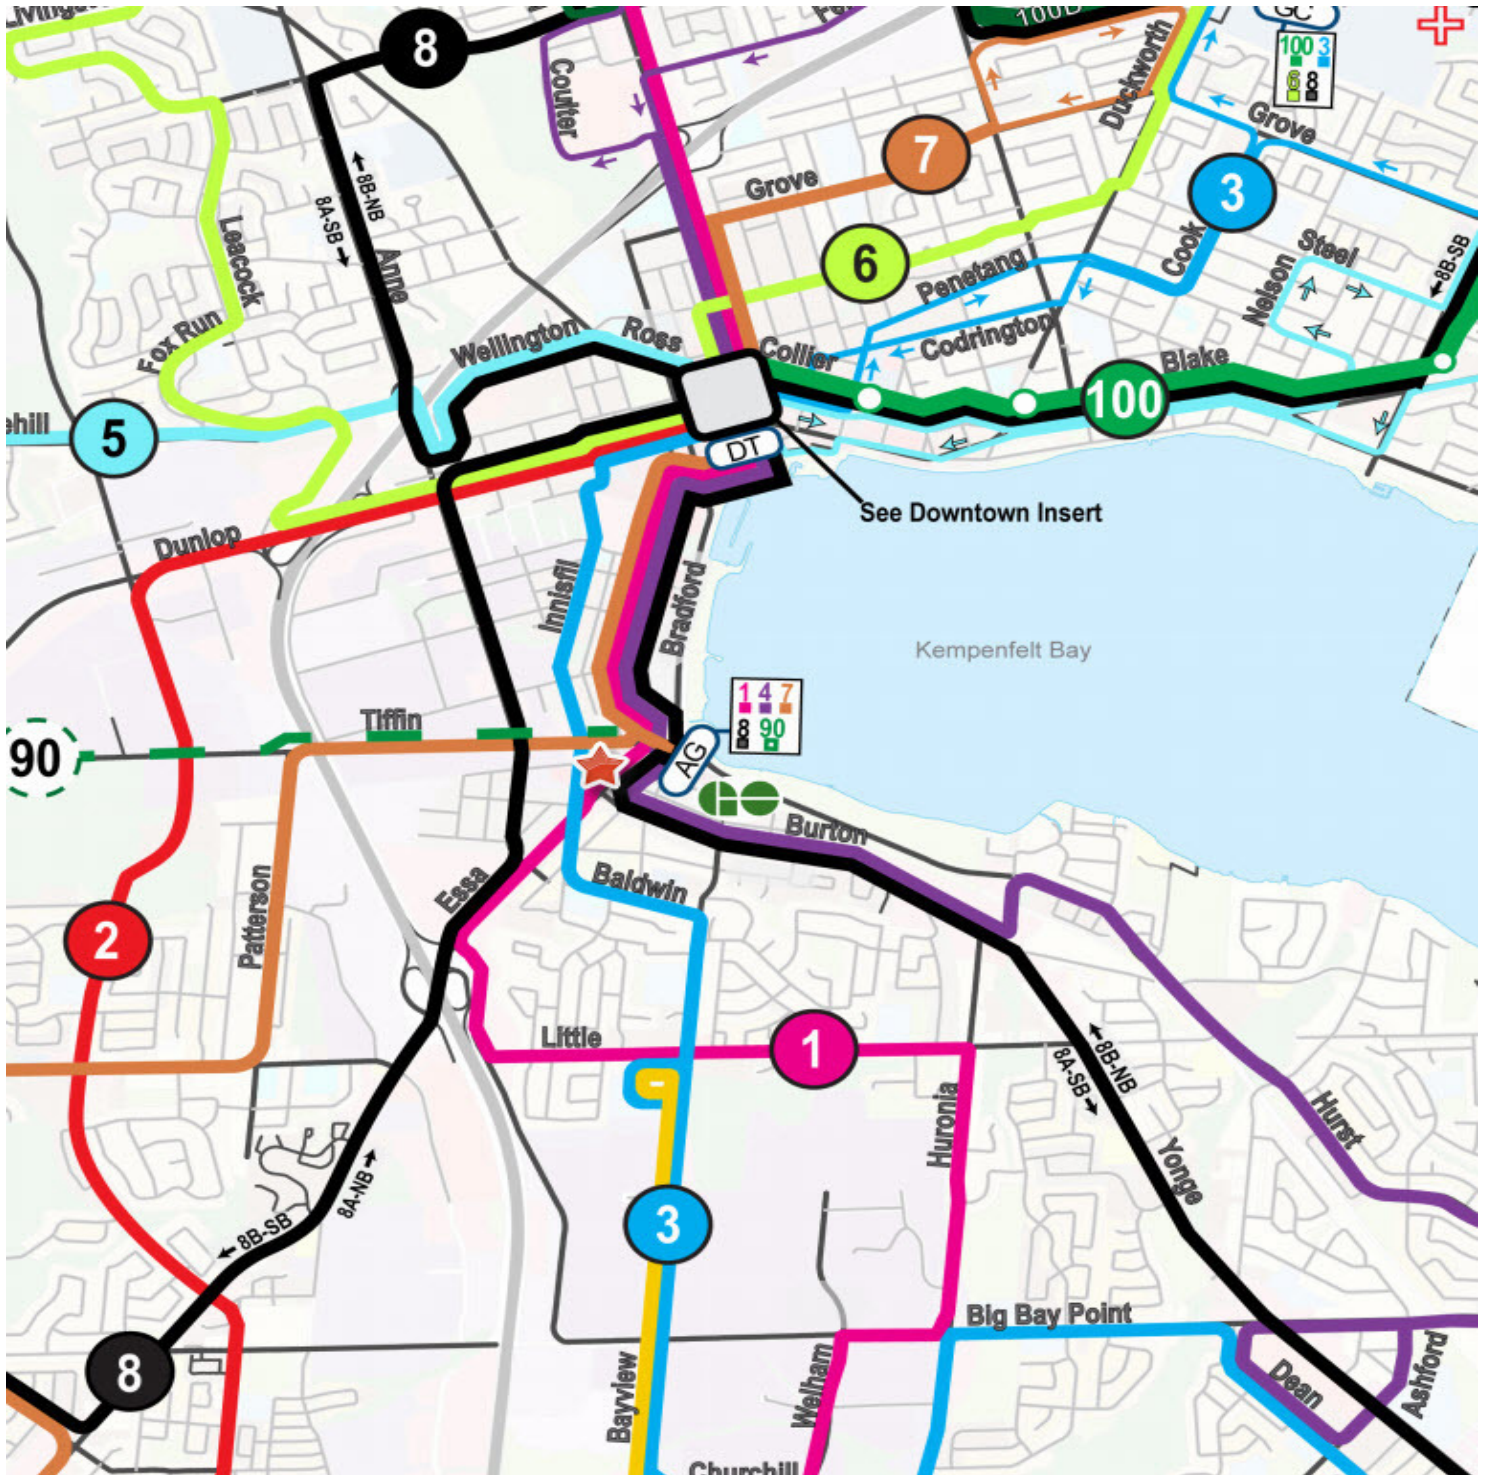 8
100
3
6
8
Coulter
Duckworth
Grove
7
Grove
3
8B-NB
8A-SB
Anne
Leacock
6
Cook
Steel
8B-SB
Penetang
Nelson
Fox Run
Wellington
Ross
Collier
Codrington
Blake
100
5
DT
See Downtown Insert
Dunlop
Innisfil
Bradford
Kempenfelt Bay
1 4 7
8 90
Tiffin
90
AG
GO
Burton
Baldwin
Essa
Patterson
2
Little
1
8B-NB
8A-SB
Huronia
Hurst
Yonge
8A-NB
8B-SB
3
Big Bay Point
8
Bayview
Welham
Dean
Ashford
Churchill